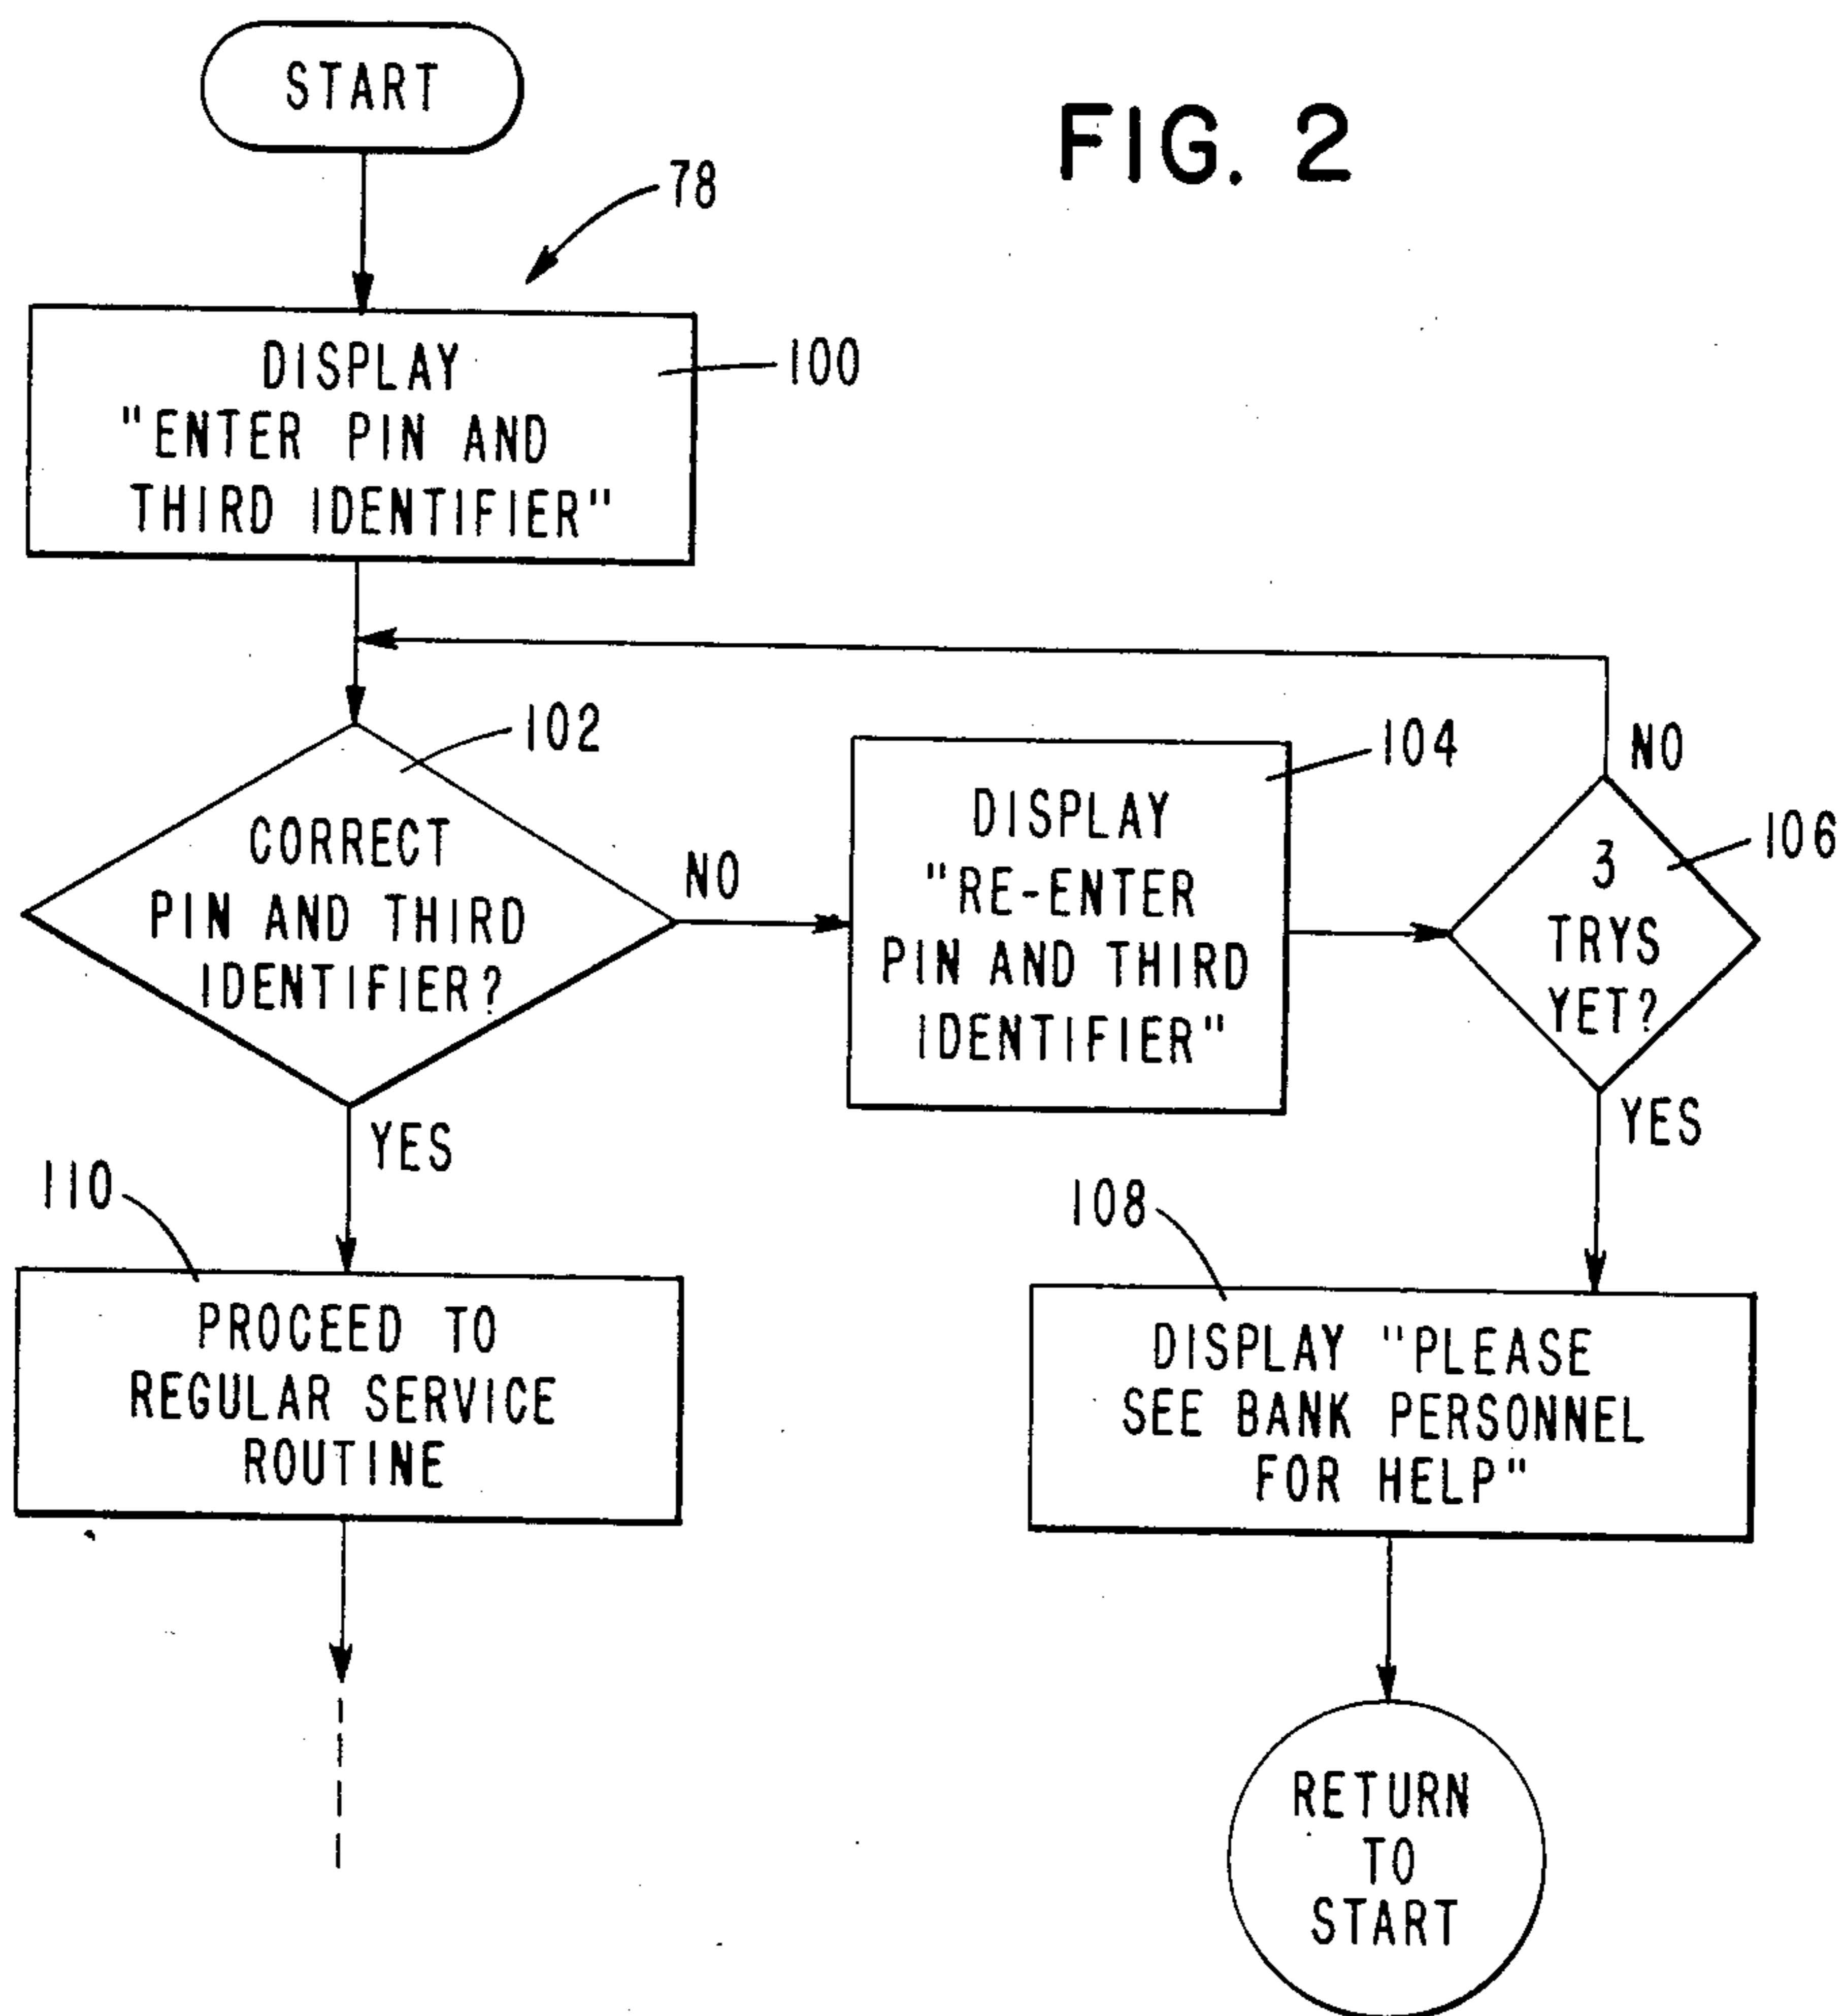 START
FIG. 2
78
DISPLAY
"ENTER PIN AND
THIRD IDENTIFIER"
100
102
CORRECT
PIN AND THIRD
IDENTIFIER?
NO
YES
104
DISPLAY
"RE-ENTER
PIN AND THIRD
IDENTIFIER"
NO
106
3
TRYS
YET?
YES
110
PROCEED TO
REGULAR SERVICE
ROUTINE
108
DISPLAY "PLEASE
SEE BANK PERSONNEL
FOR HELP"
RETURN
TO
START